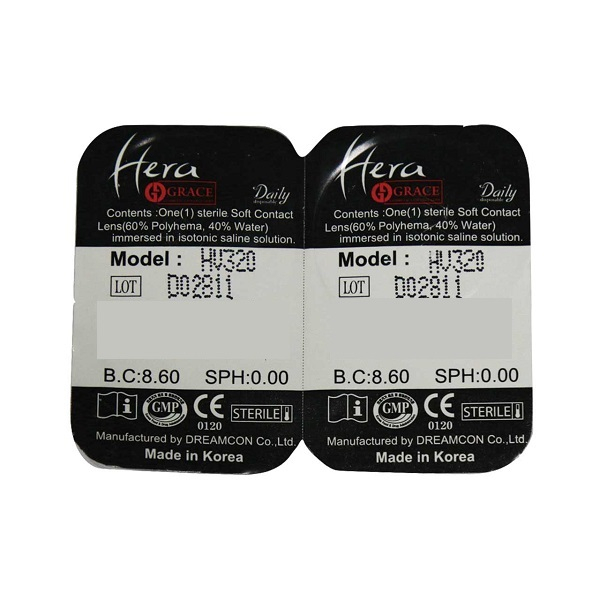 Hera
GRACE
Daily
disposable
Contents :One(1) sterile Soft Contact
Lens(60% Polyhema, 40% Water)
immersed in isotonic saline solution.
Model : HV320
LOT D02811
B.C:8.60 SPH:0.00
GMP CE 0120 STERILE
Manufactured by DREAMCON Co.,Ltd.
Made in Korea
Hera
GRACE
Daily
disposable
Contents :One(1) sterile Soft Contact
Lens(60% Polyhema, 40% Water)
immersed in isotonic saline solution.
Model : HV320
LOT D02811
B.C:8.60 SPH:0.00
GMP CE 0120 STERILE
Manufactured by DREAMCON Co.,Ltd.
Made in Korea